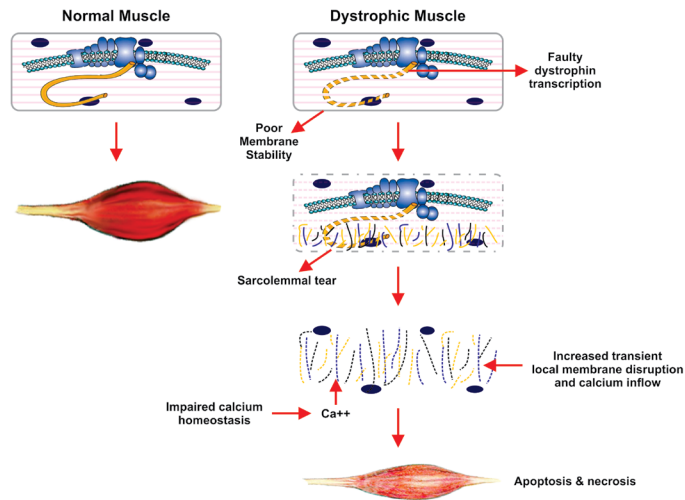 Normal Muscle
Dystrophic Muscle
Faulty
dystrophin
transcription
Poor
Membrane
Stability
Sarcolemmal tear
Increased transient
local membrane disruption
and calcium inflow
Impaired calcium
homeostasis
Ca++
Apoptosis & necrosis